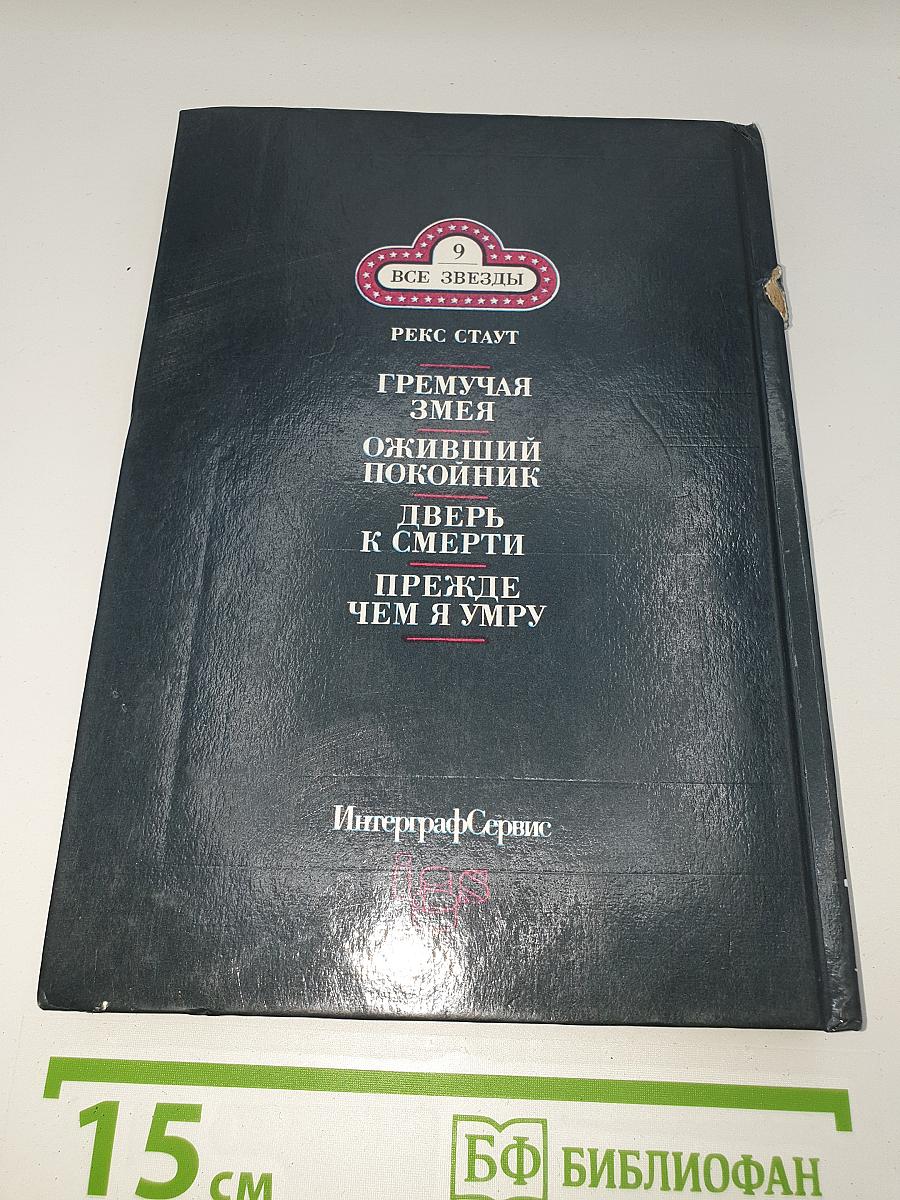 9
ВСЕ ЗВЕЗДЫ
РЕКС СТАУТ
ГРЕМУЧАЯ
ЗМЕЯ
ОЖИВШИЙ
ПОКОЙНИК
ДВЕРЬ
К СМЕРТИ
ПРЕЖДЕ
ЧЕМ Я УМРУ
ИнтерграфСервис
igs
15 см
БФ БИБЛИОФАН